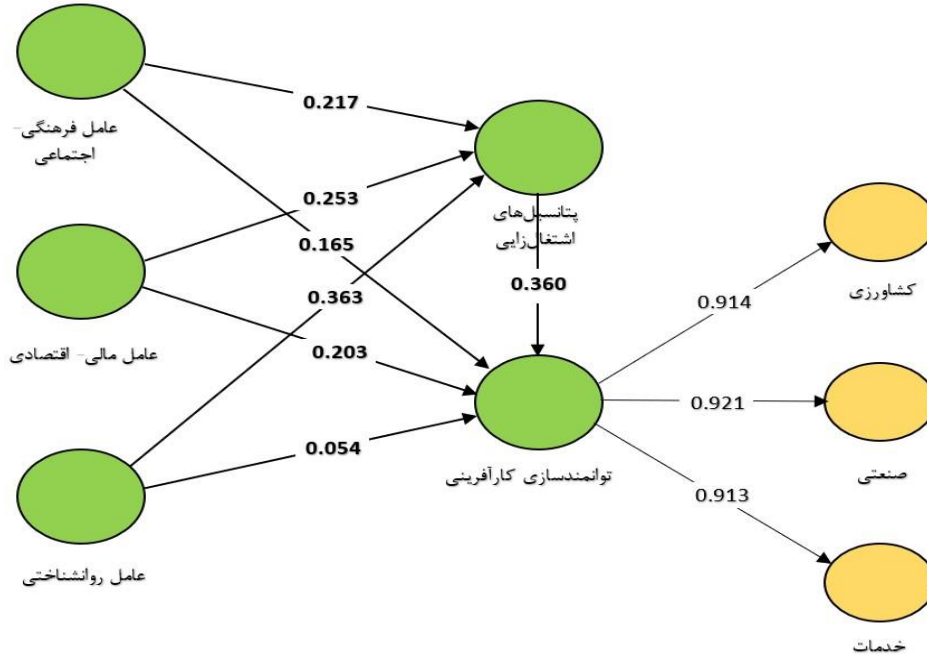 0.217
عامل فرهنگی-
اجتماعی
0.253
پتانسیل‌های
اشتغال‌زایی
0.165
0.363
0.360
0.914
کشاورزی
عامل مالی- اقتصادی
0.203
0.921
0.054
توانمندسازی کارآفرینی
صنعتی
0.913
عامل روانشناختی
خدمات